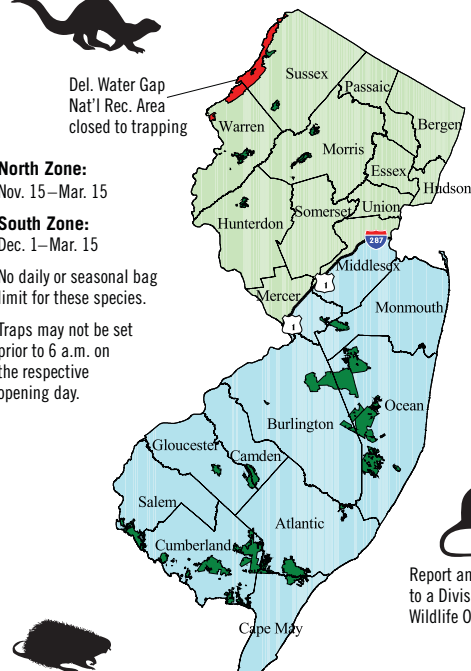 Del. Water Gap
Nat'l Rec. Area
closed to trapping
North Zone:
Nov. 15–Mar. 15
South Zone:
Dec. 1–Mar. 15
No daily or seasonal bag
limit for these species.
Traps may not be set
prior to 6 a.m. on
the respective
opening day.
Sussex
Passaic
Bergen
Warren
Morris
Essex
Hudson
Somerset
Union
Hunterdon
287
Middlesex
1
Mercer
1
Monmouth
Ocean
Burlington
Gloucester
Camden
Salem
Atlantic
Cumberland
Cape May
Report an
to a Divis
Wildlife O